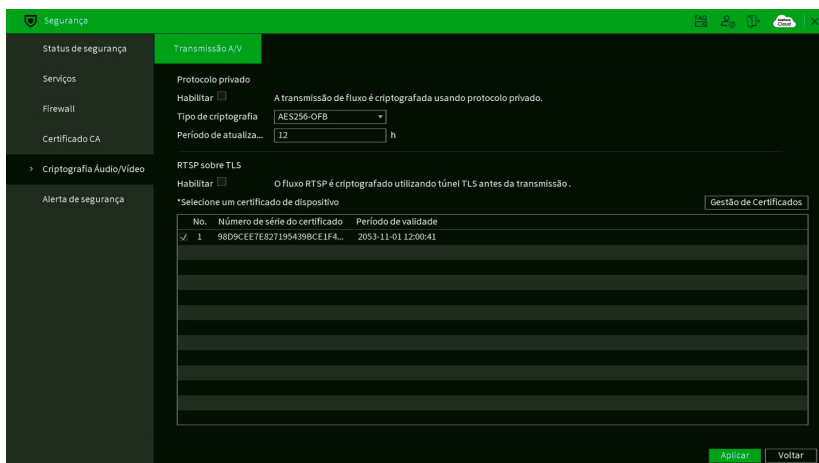 Segurança
FAQ
intelbras
Cloud
Status de segurança
Transmissão A/V
Serviços
Firewall
Certificado CA
> Criptografia Áudio/Vídeo
Alerta de segurança
Protocolo privado
Habilitar
A transmissão de fluxo é criptografada usando protocolo privado.
Tipo de criptografia
AES256-OFB
Período de atualiza...
12
h
RTSP sobre TLS
Habilitar
O fluxo RTSP é criptografado utilizando túnel TLS antes da transmissão .
*Selecione um certificado de dispositivo
Gestão de Certificados
No. Número de série do certificado Período de validade
1 98D9CEE7E827195439BCE1F4... 2053-11-01 12:00:41
Aplicar
Voltar